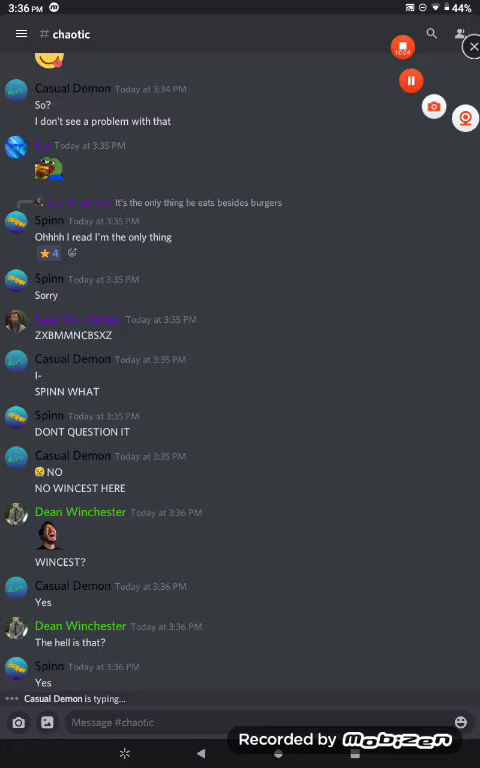 3:36 PM
44%
# chaotic
10:04
Casual Demon Today at 3:34 PM
So?
I don't see a problem with that
Today at 3:35 PM
It's the only thing he eats besides burgers
Spinn Today at 3:35 PM
Ohhhh I read I'm the only thing
4
Spinn Today at 3:35 PM
Sorry
Sam Winchester Today at 3:35 PM
ZXBMMNCBSXZ
Casual Demon Today at 3:35 PM
I-
SPINN WHAT
Spinn Today at 3:35 PM
DONT QUESTION IT
Casual Demon Today at 3:35 PM
NO
NO WINCEST HERE
Dean Winchester Today at 3:36 PM
WINCEST?
Casual Demon Today at 3:36 PM
Yes
Dean Winchester Today at 3:36 PM
The hell is that?
Spinn Today at 3:36 PM
Yes
Casual Demon is typing...
Message #chaotic
Recorded by Mobizen